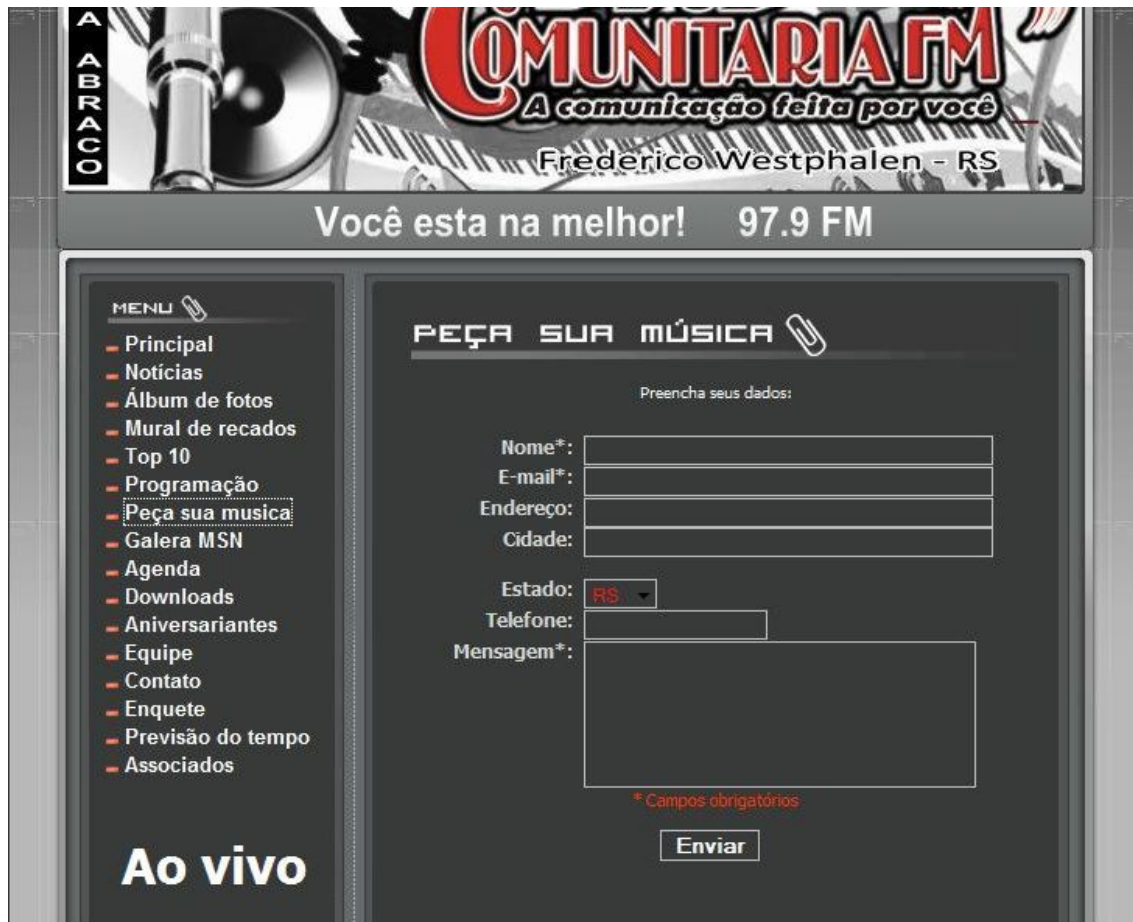 A ABRAÇO
COMUNITARIA FM
A comunicação feita por você
Frederico Westphalen - RS
Você esta na melhor! 97.9 FM
MENU
Principal
Notícias
Álbum de fotos
Mural de recados
Top 10
Programação
Peça sua musica
Galera MSN
Agenda
Downloads
Aniversariantes
Equipe
Contato
Enquete
Previsão do tempo
Associados
Ao vivo
PEÇA SUA MÚSICA
Preencha seus dados:
Nome*:
E-mail*:
Endereço:
Cidade:
Estado: RS
Telefone:
Mensagem*:
* Campos obrigatórios
Enviar